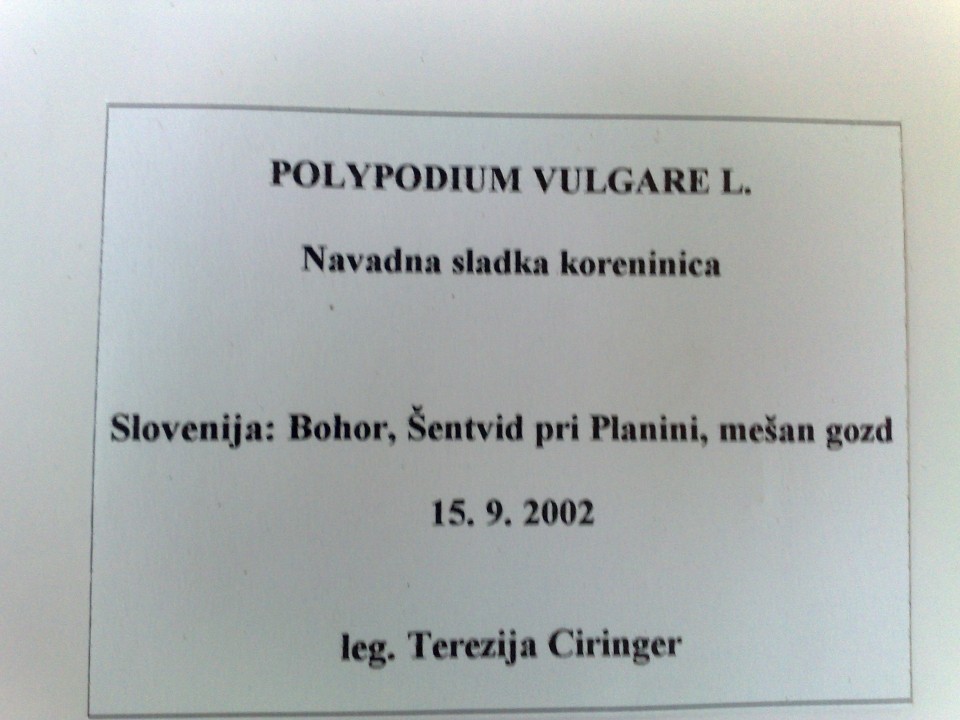 POLYPODIUM VULGARE L.
Navadna sladka koreninica
Slovenija: Bohor, Šentvid pri Planini, mešan gozd
15. 9. 2002
leg. Terezija Ciringer